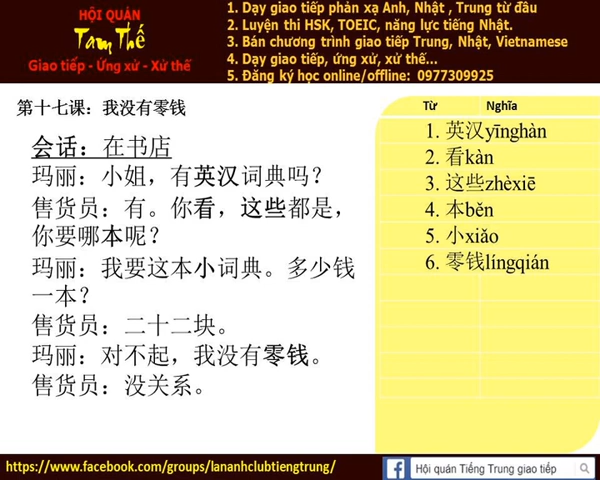 HỘI QUÁN
Tam Thế
Giao tiếp - Ứng xử - Xử thế
1. Dạy giao tiếp phản xạ Anh, Nhật , Trung từ đầu
2. Luyện thi HSK, TOEIC, năng lực tiếng Nhật.
3. Bán chương trình giao tiếp Trung, Nhật, Vietnamese
4. Dạy giao tiếp, ứng xử, xử thế...
5. Đăng ký học online/offline: 0977309925
第十七课：我没有零钱
会话：在书店
玛丽：小姐，有英汉词典吗？
售货员：有。你看，这些都是，
你要哪本呢？
玛丽：我要这本小词典。多少钱
一本？
售货员：二十二块。
玛丽：对不起，我没有零钱。
售货员：没关系。
Từ Nghĩa
1. 英汉yīnghàn
2. 看kàn
3. 这些zhèxiē
4. 本běn
5. 小xiǎo
6. 零钱língqián
https://www.facebook.com/groups/lananhclubtiengtrung/
Hội quán Tiếng Trung giao tiếp